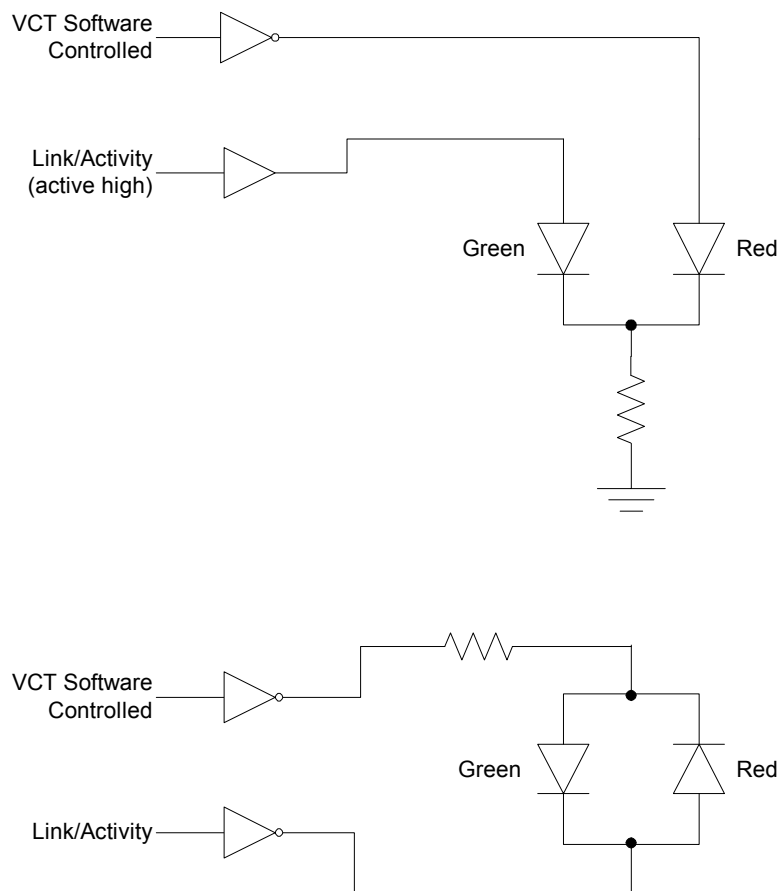 VCT Software
Controlled
Link/Activity
(active high)
Green
Red
VCT Software
Controlled
Green
Red
Link/Activity